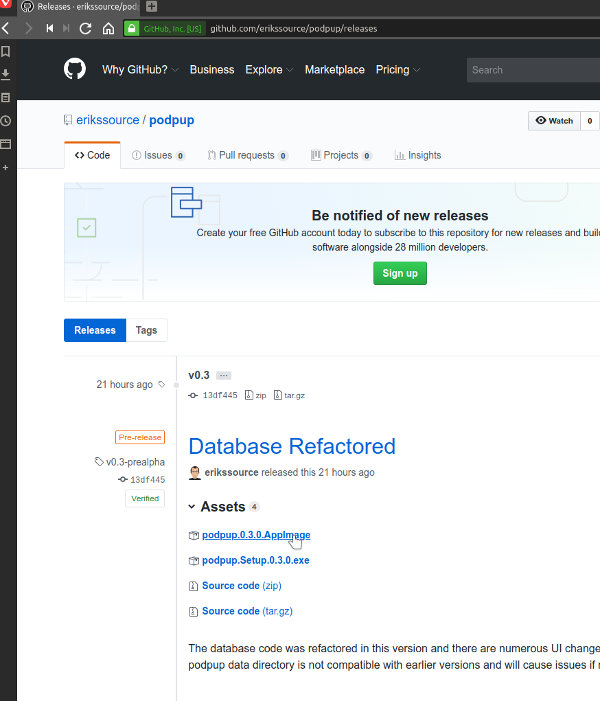 Releases · erikssource/pod
GitHub, Inc. [US] github.com/erikssource/podpup/releases
Why GitHub? Business Explore Marketplace Pricing Search
erikssource / podpup
Watch 0
Code Issues 0 Pull requests 0 Projects 0 Insights
Be notified of new releases
Create your free GitHub account today to subscribe to this repository for new releases and buil
software alongside 28 million developers.
Sign up
Releases Tags
21 hours ago
v0.3 ...
13df445 zip tar.gz
Pre-release
v0.3-prealpha
13df445
Verified
Database Refactored
erikssource released this 21 hours ago
Assets 4
podpup.0.3.0.AppImage
podpup.Setup.0.3.0.exe
Source code (zip)
Source code (tar.gz)
The database code was refactored in this version and there are numerous UI change
podpup data directory is not compatible with earlier versions and will cause issues if